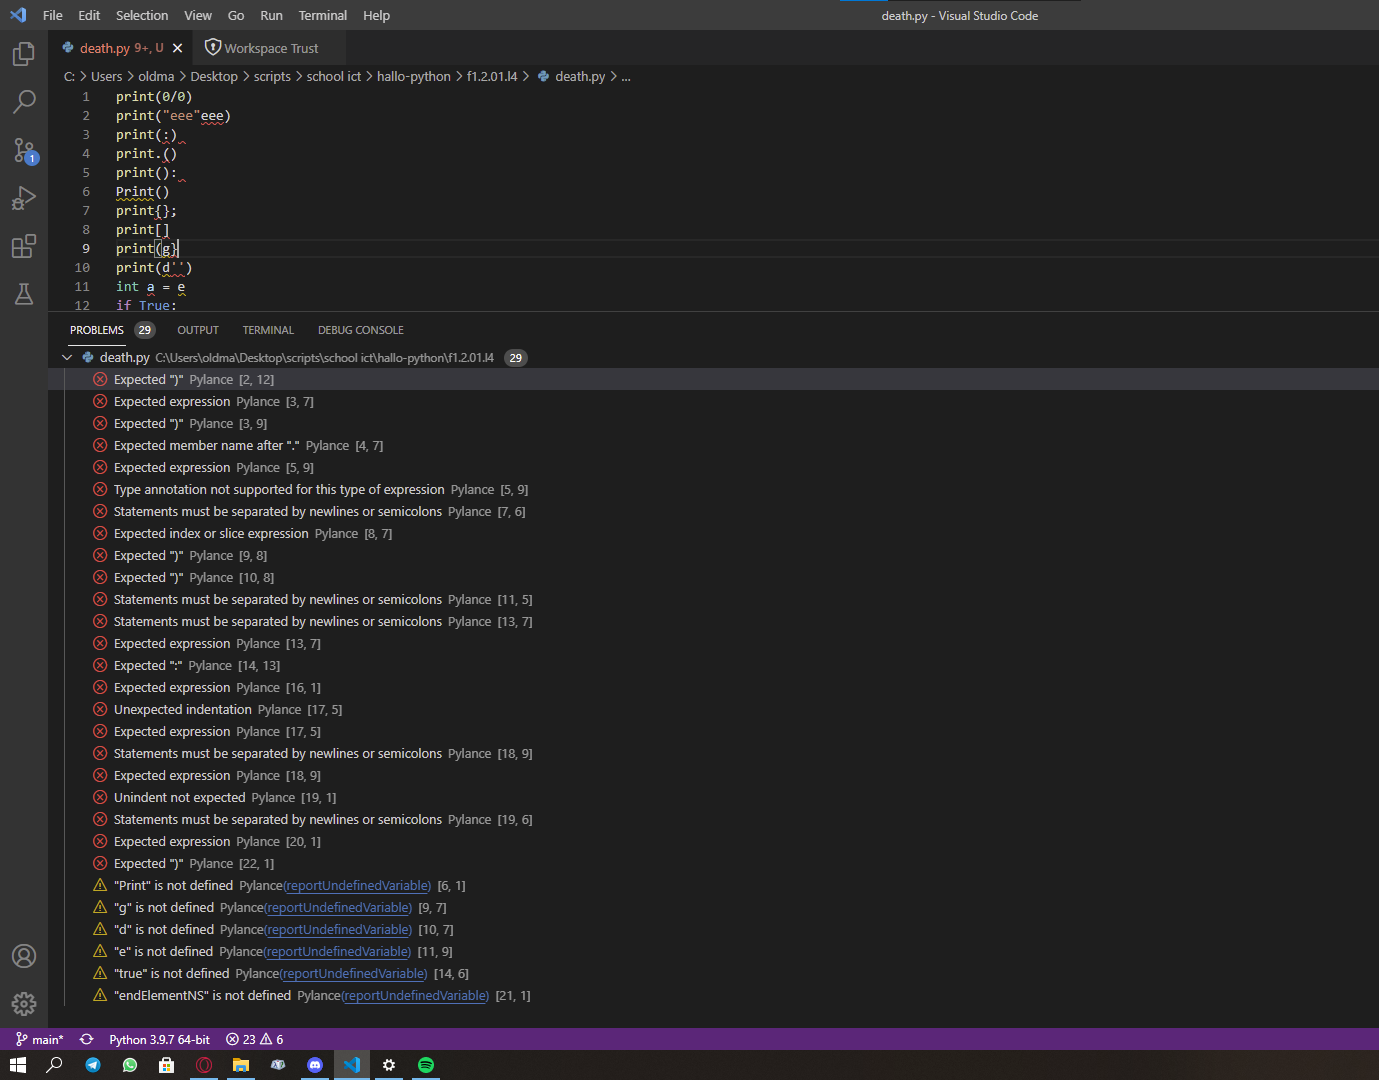 File Edit Selection View Go Run Terminal Help
death.py - Visual Studio Code
death.py 9+, U
Workspace Trust
C: > Users > oldma > Desktop > scripts > school ict > hallo-python > f1.2.01.l4 > death.py > ...
1 print(0/0)
2 print("eee"eee)
3 print(:)
4 print.()
5 print():
6 Print()
7 print{};
8 print[]
9 print(g}
10 print(d'')
11 int a = e
12 if True:
1
PROBLEMS 29 OUTPUT TERMINAL DEBUG CONSOLE
death.py C:\Users\oldma\Desktop\scripts\school ict\hallo-python\f1.2.01.l4 29
Expected ")" Pylance [2, 12]
Expected expression Pylance [3, 7]
Expected ")" Pylance [3, 9]
Expected member name after "." Pylance [4, 7]
Expected expression Pylance [5, 9]
Type annotation not supported for this type of expression Pylance [5, 9]
Statements must be separated by newlines or semicolons Pylance [7, 6]
Expected index or slice expression Pylance [8, 7]
Expected ")" Pylance [9, 8]
Expected ")" Pylance [10, 8]
Statements must be separated by newlines or semicolons Pylance [11, 5]
Statements must be separated by newlines or semicolons Pylance [13, 7]
Expected expression Pylance [13, 7]
Expected ":" Pylance [14, 13]
Expected expression Pylance [16, 1]
Unexpected indentation Pylance [17, 5]
Expected expression Pylance [17, 5]
Statements must be separated by newlines or semicolons Pylance [18, 9]
Expected expression Pylance [18, 9]
Unindent not expected Pylance [19, 1]
Statements must be separated by newlines or semicolons Pylance [19, 6]
Expected expression Pylance [20, 1]
Expected ")" Pylance [22, 1]
"Print" is not defined Pylance(reportUndefinedVariable) [6, 1]
"g" is not defined Pylance(reportUndefinedVariable) [9, 7]
"d" is not defined Pylance(reportUndefinedVariable) [10, 7]
"e" is not defined Pylance(reportUndefinedVariable) [11, 9]
"true" is not defined Pylance(reportUndefinedVariable) [14, 6]
"endElementNS" is not defined Pylance(reportUndefinedVariable) [21, 1]
main* Python 3.9.7 64-bit 23 6